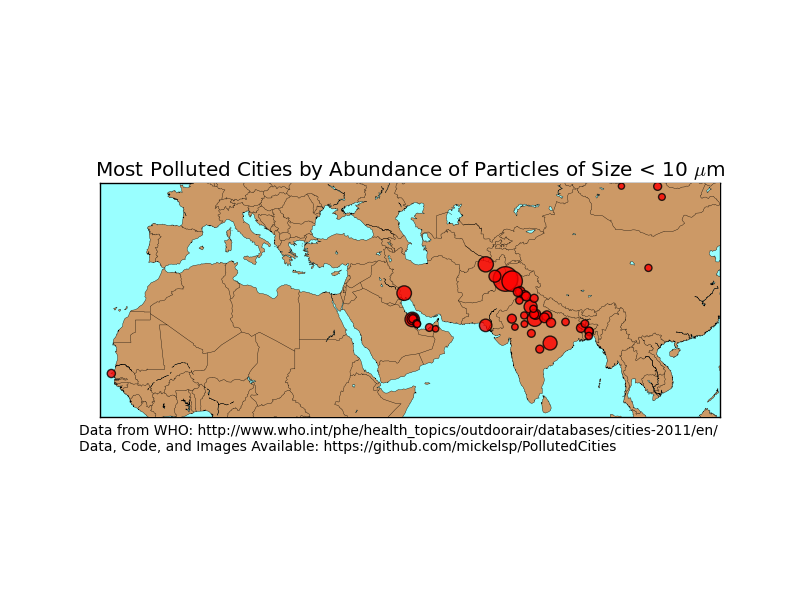 Most Polluted Cities by Abundance of Particles of Size < 10 μm
Data from WHO: http://www.who.int/phe/health_topics/outdoorair/databases/cities-2011/en/
Data, Code, and Images Available: https://github.com/mickelsp/PollutedCities